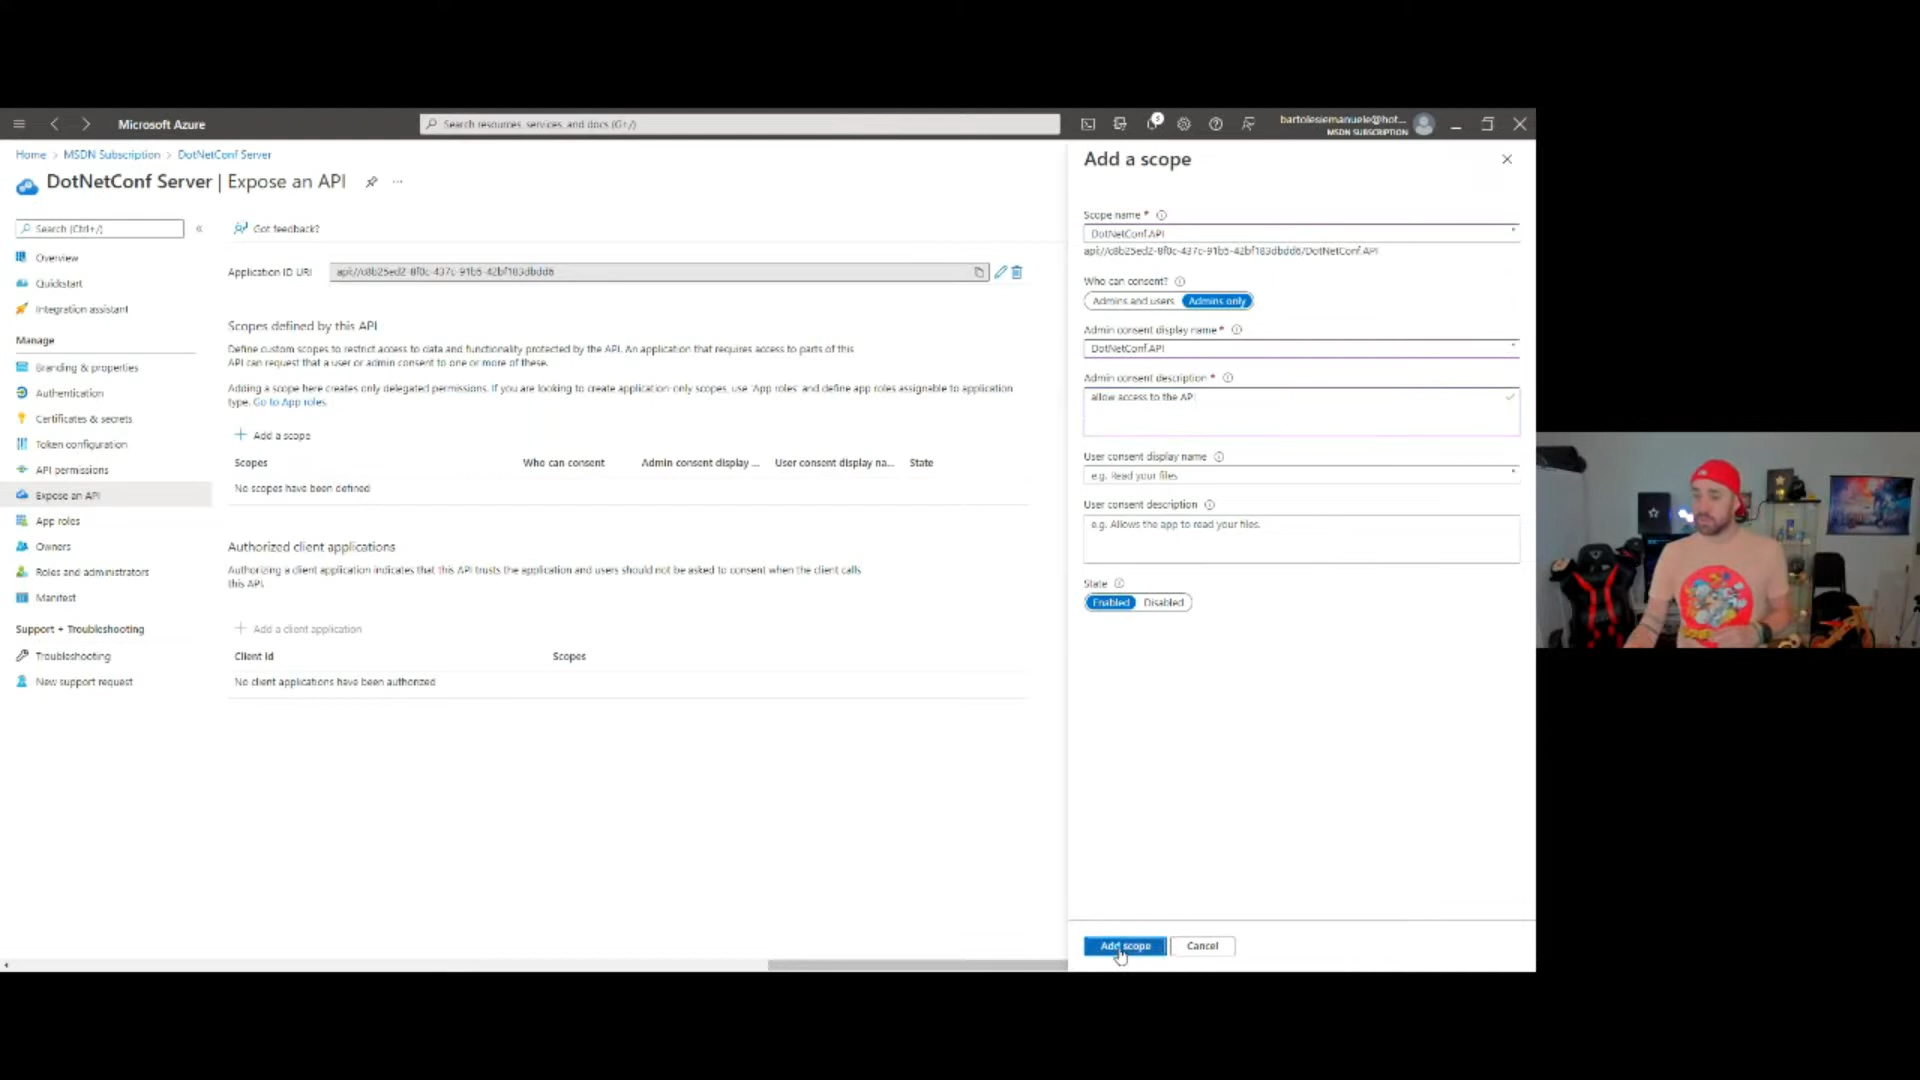 Microsoft Azure
Search resources, services, and docs (G+/)
3
bartolesiemanuele@hot...
MSDN SUBSCRIPTION
Home > MSDN Subscription > DotNetConf Server
DotNetConf Server | Expose an API
...
Search (Ctrl+/)
«
Overview
Quickstart
Integration assistant
Manage
Branding & properties
Authentication
Certificates & secrets
Token configuration
API permissions
Expose an API
App roles
Owners
Roles and administrators
Manifest
Support + Troubleshooting
Troubleshooting
New support request
Got feedback?
Application ID URI
Scopes defined by this API
Define custom scopes to restrict access to data and functionality protected by the API. An application that requires access to parts of this
API can request that a user or admin consent to one or more of these.
Adding a scope here creates only delegated permissions. If you are looking to create application-only scopes, use 'App roles' and define app roles assignable to application
type. Go to App roles.
Add a scope
Scopes Who can consent Admin consent display ... User consent display na... State
No scopes have been defined
Authorized client applications
Authorizing a client application indicates that this API trusts the application and users should not be asked to consent when the client calls
this API.
Add a client application
Client Id Scopes
No client applications have been authorized
Add a scope
Scope name *
DotNetConf.API
Who can consent?
Admins and users Admins only
Admin consent display name *
DotNetConf.API
Admin consent description *
allow access to the API
User consent display name
e.g. Read your files
User consent description
e.g. Allows the app to read your files.
State
Enabled Disabled
Add scope Cancel